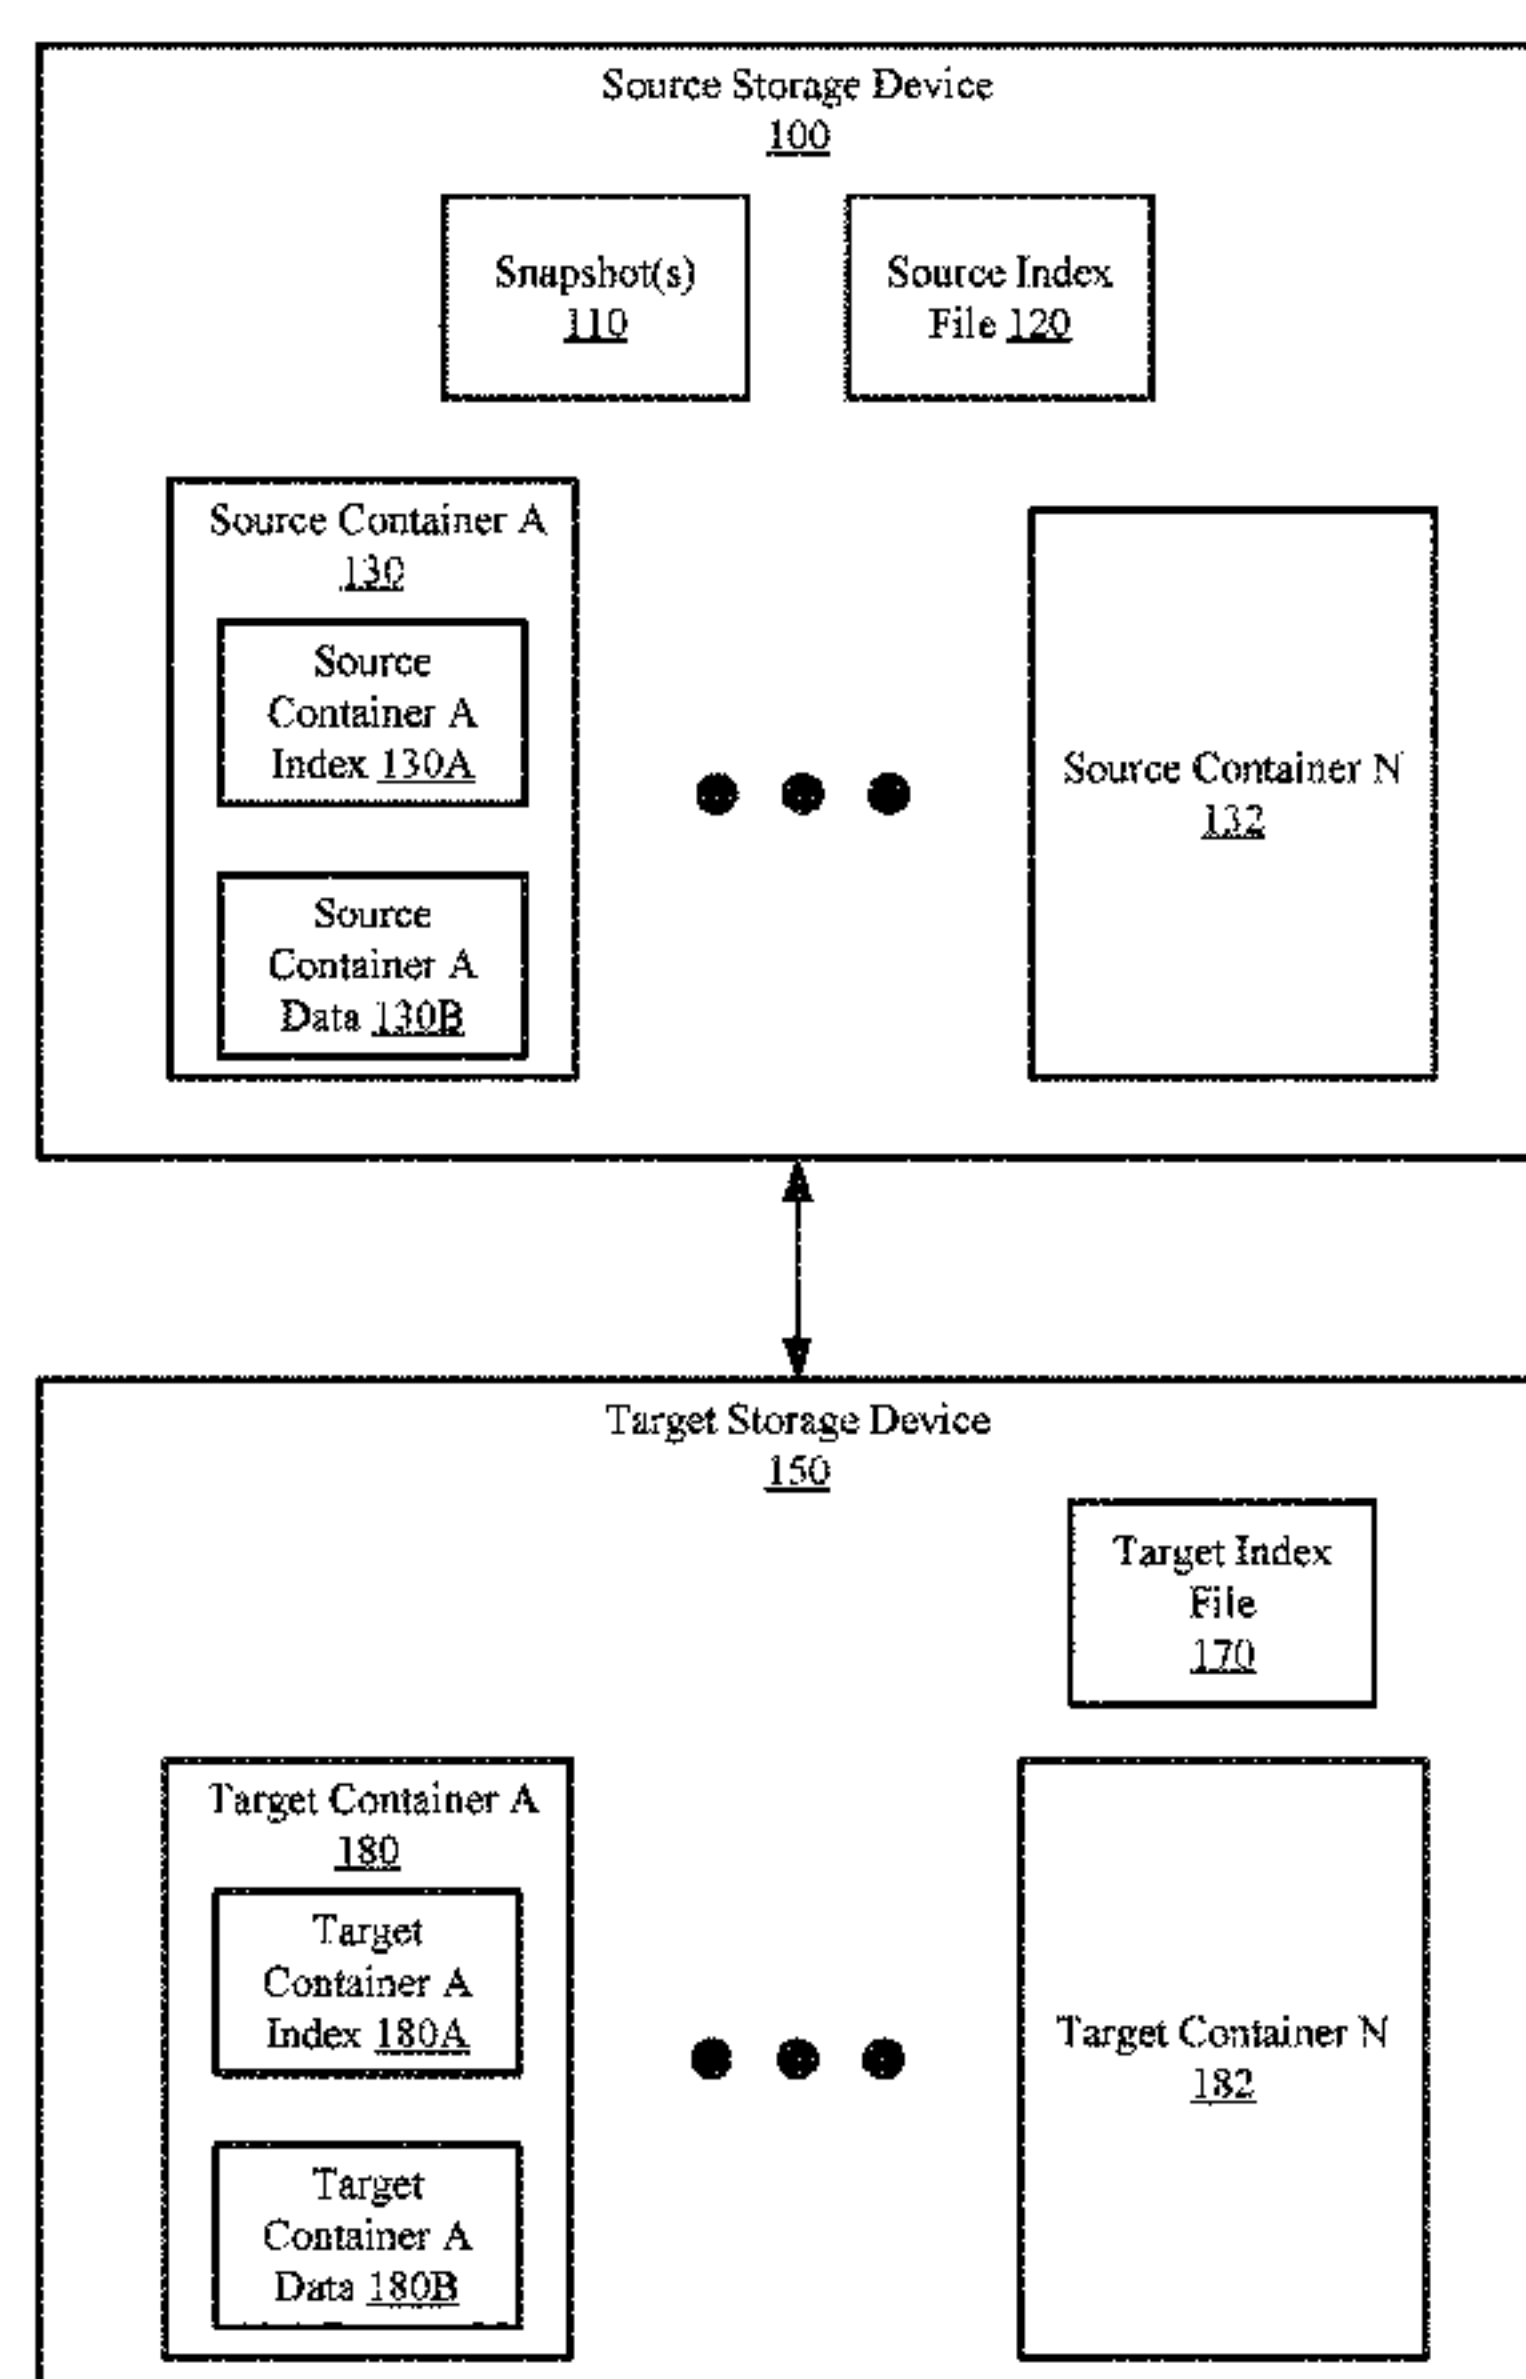 Source Storage Device
100
Snapshot(s)
110
Source Index
File 120
Source Container A
130
Source
Container A
Index 130A
Source
Container A
Data 130B
Source Container N
132
Target Storage Device
150
Target Index
File
170
Target Container A
180
Target
Container A
Index 180A
Target
Container A
Data 180B
Target Container N
182